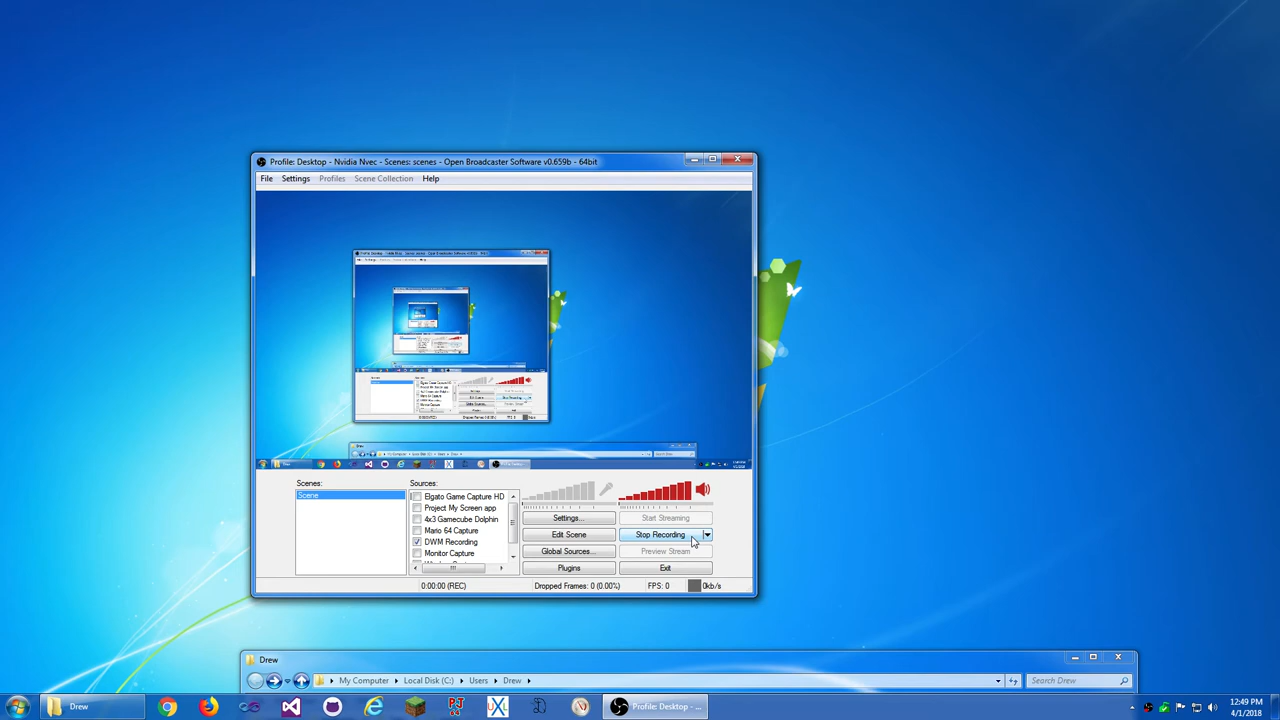 Profile: Desktop - Nvidia Nvec - Scenes: scenes - Open Broadcaster Software v0.659b - 64bit
File Settings Profiles Scene Collection Help
Scenes:
Scene
Sources:
Elgato Game Capture HD
Project My Screen app
4x3 Gamecube Dolphin
Mario 64 Capture
DWM Recording
Monitor Capture
Settings... Start Streaming
Edit Scene Stop Recording
Global Sources... Preview Stream
Plugins Exit
0:00:00 (REC) Dropped Frames: 0 (0.00%) FPS: 0 0kb/s
Drew
My Computer Local Disk (C:) Users Drew Search Drew
Drew Profile: Desktop - ... 12:49 PM
4/1/2018